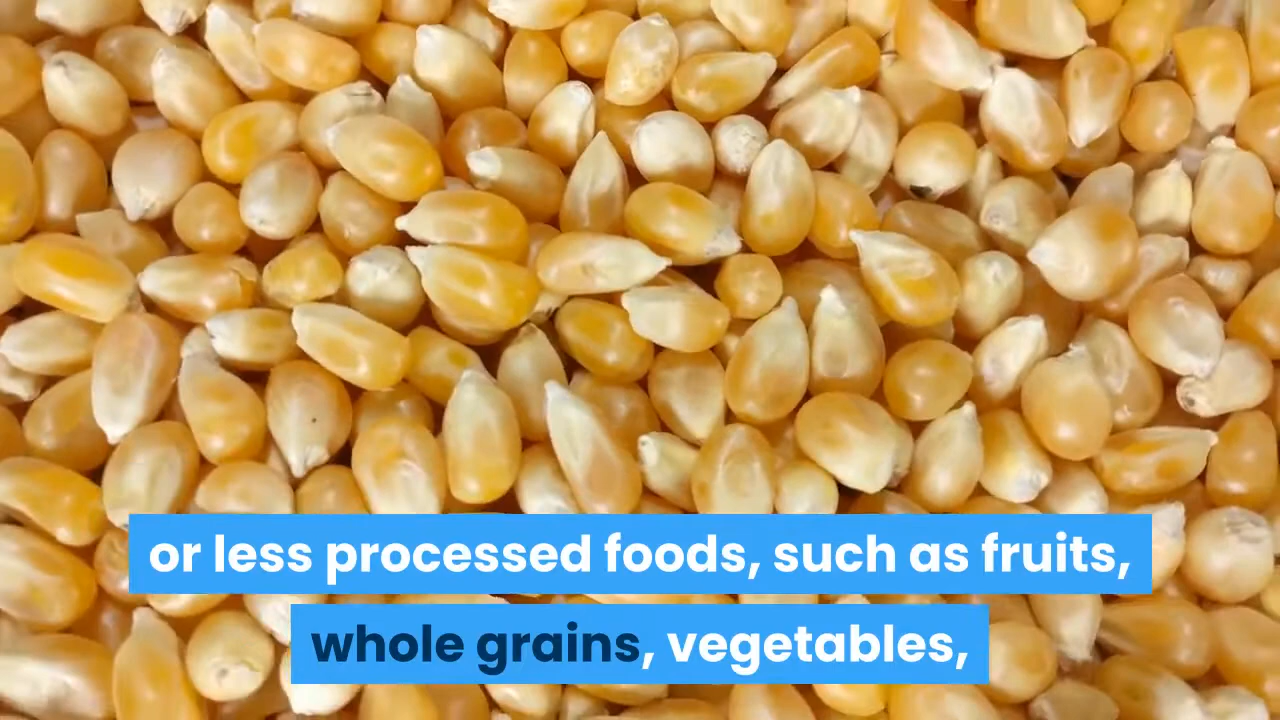 or less processed foods, such as fruits,
whole grains, vegetables,